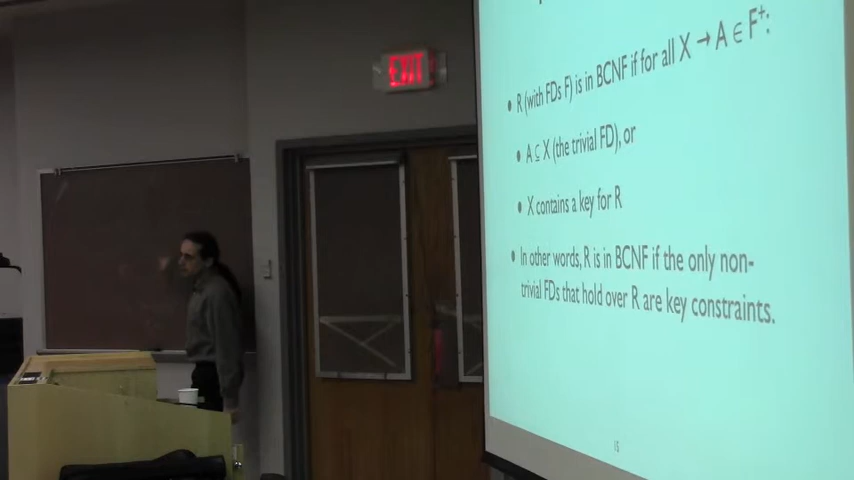 EXIT
• R (with FDs F) is in BCNF if for all X → A ∈ F⁺:
• A ⊆ X (the trivial FD), or
• X contains a key for R
• In other words, R is in BCNF if the only non-
trivial FDs that hold over R are key constraints.
15